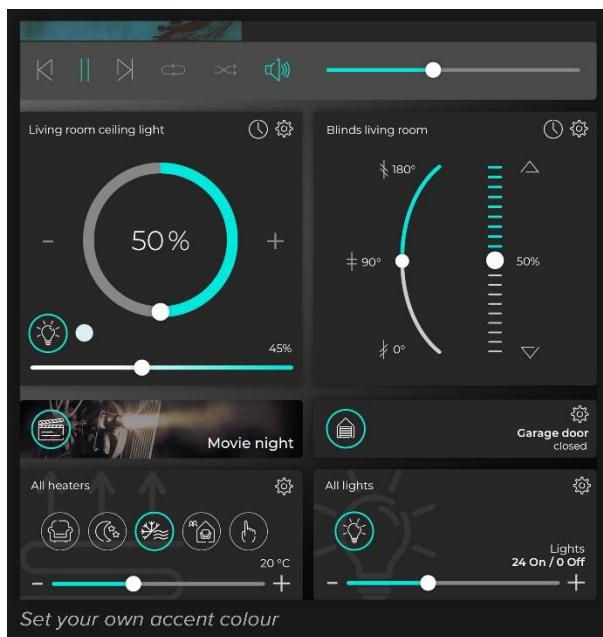 Living room ceiling light
50%
- +
45%
Blinds living room
180°
90°
0°
50%
Movie night
Garage door
closed
All heaters
20 °C
- +
All lights
Lights
24 On / 0 Off
- +
Set your own accent colour